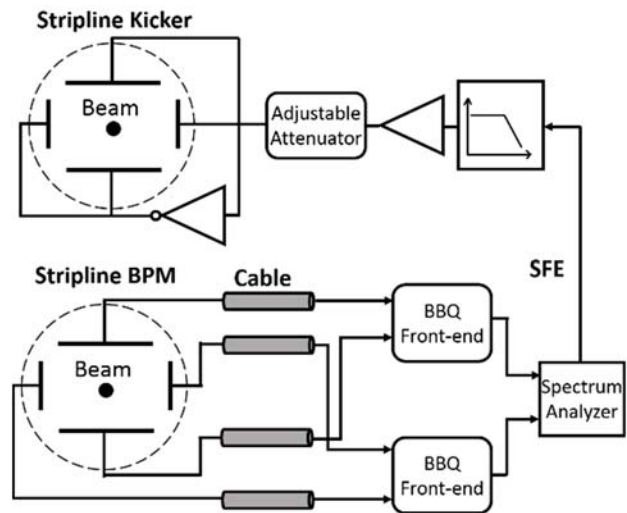 Stripline Kicker
Beam
Adjustable
Attenuator
SFE
Stripline BPM
Cable
Beam
BBQ
Front-end
Spectrum
Analyzer
BBQ
Front-end